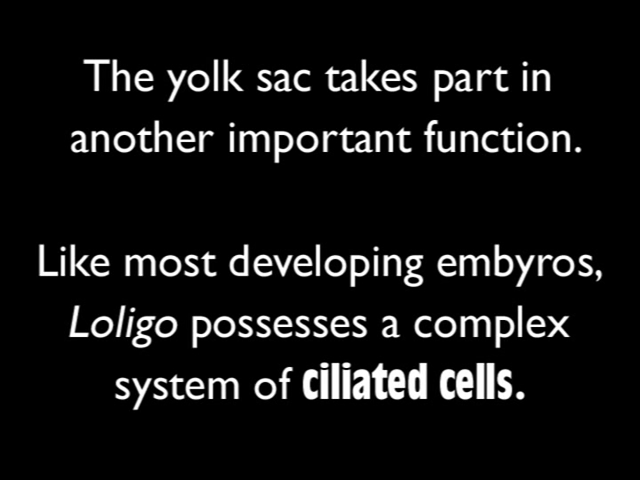 The yolk sac takes part in
another important function.
Like most developing embyros,
Loligo possesses a complex
system of ciliated cells.